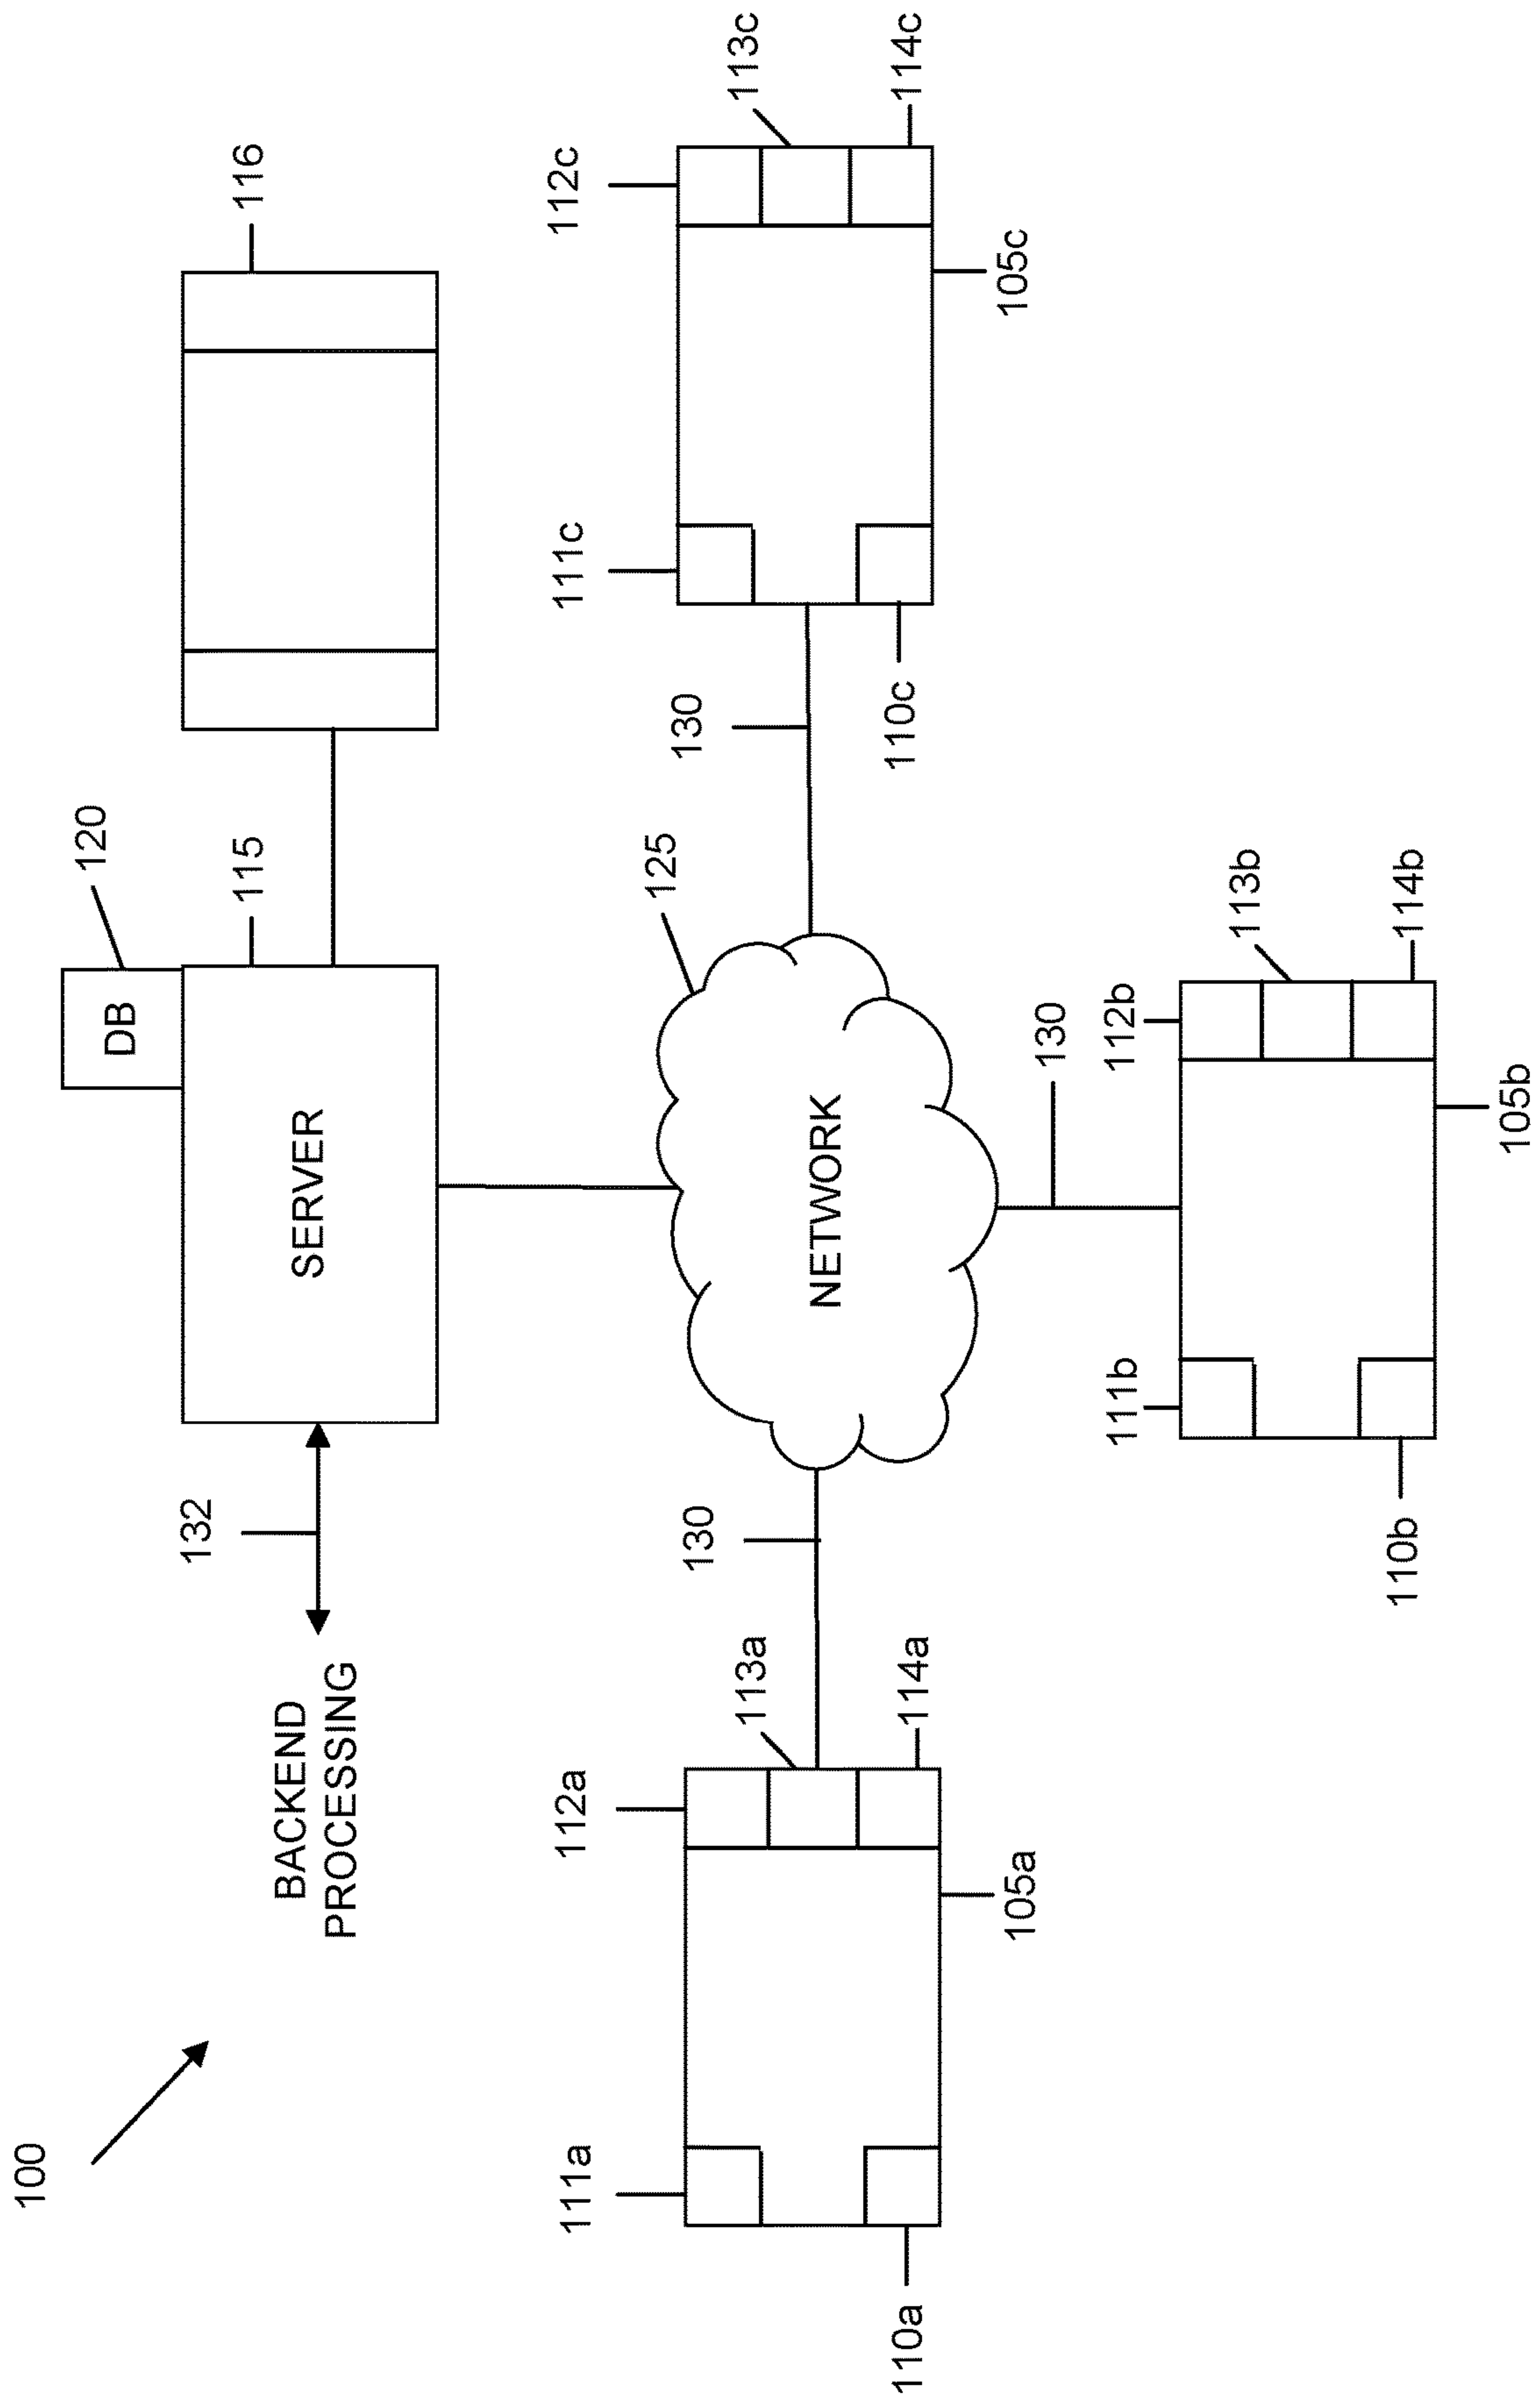 100
120
DB
132
115
116
SERVER
BACKEND
PROCESSING
125
111a
112a
113a
130
130
111c
112c
113c
NETWORK
110a
105a
114a
130
110c
105c
114c
111b
112b
113b
110b
105b
114b